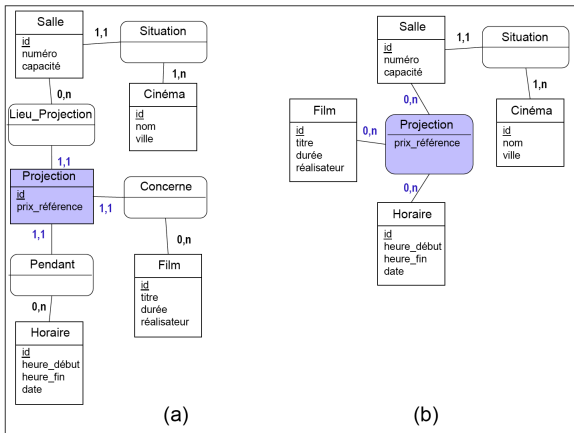 Salle
id
numéro
capacité
1,1
Situation
0,n
1,n
Lieu_Projection
Cinéma
id
nom
ville
1,1
Projection
id
prix_référence
1,1
Concerne
1,1
0,n
Pendant
Film
id
titre
durée
réalisateur
0,n
Horaire
id
heure_début
heure_fin
date
(a)
Salle
id
numéro
capacité
1,1
Situation
0,n
1,n
Film
id
titre
durée
réalisateur
0,n
Projection
prix_référence
Cinéma
id
nom
ville
0,n
Horaire
id
heure_début
heure_fin
date
(b)